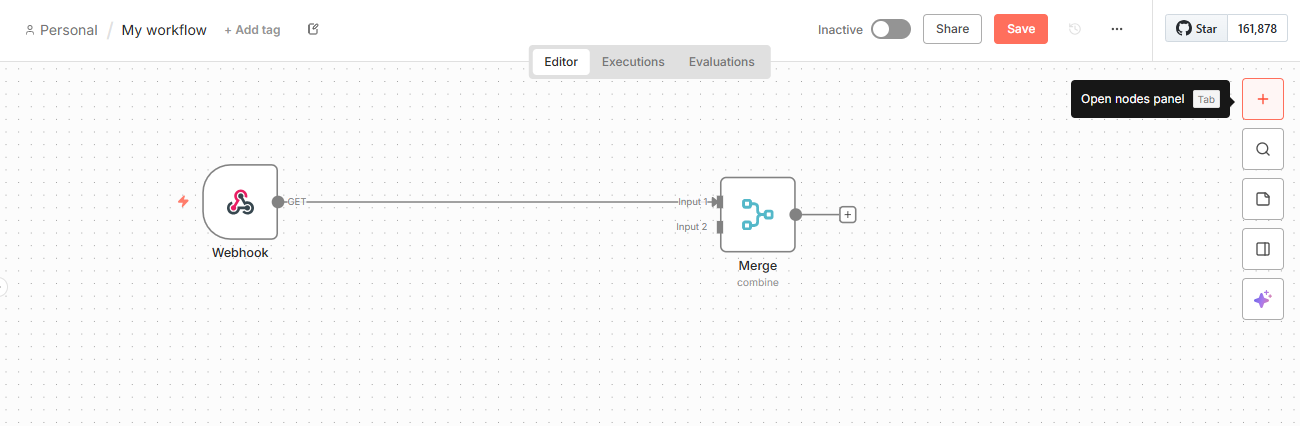 Personal / My workflow + Add tag
Inactive Share Save ... Star 161,878
Editor Executions Evaluations
Open nodes panel Tab
GET
Input 1
Input 2
Webhook
Merge
combine